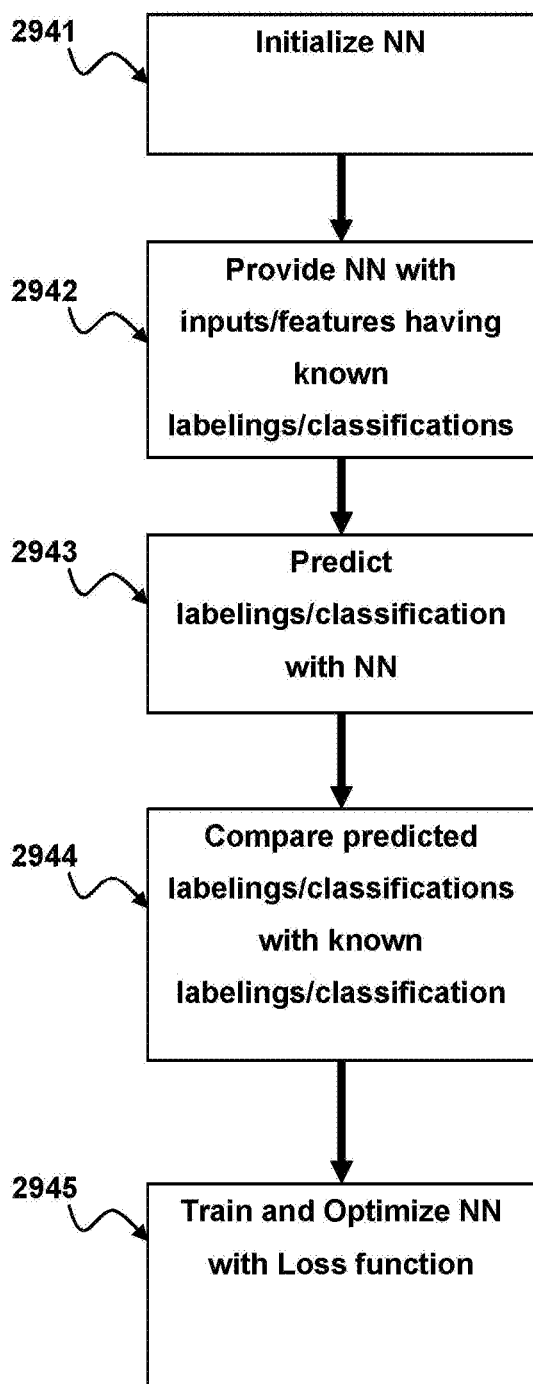 2941
Initialize NN
2942
Provide NN with
inputs/features having
known
labelings/classifications
2943
Predict
labelings/classification
with NN
2944
Compare predicted
labelings/classifications
with known
labelings/classification
2945
Train and Optimize NN
with Loss function